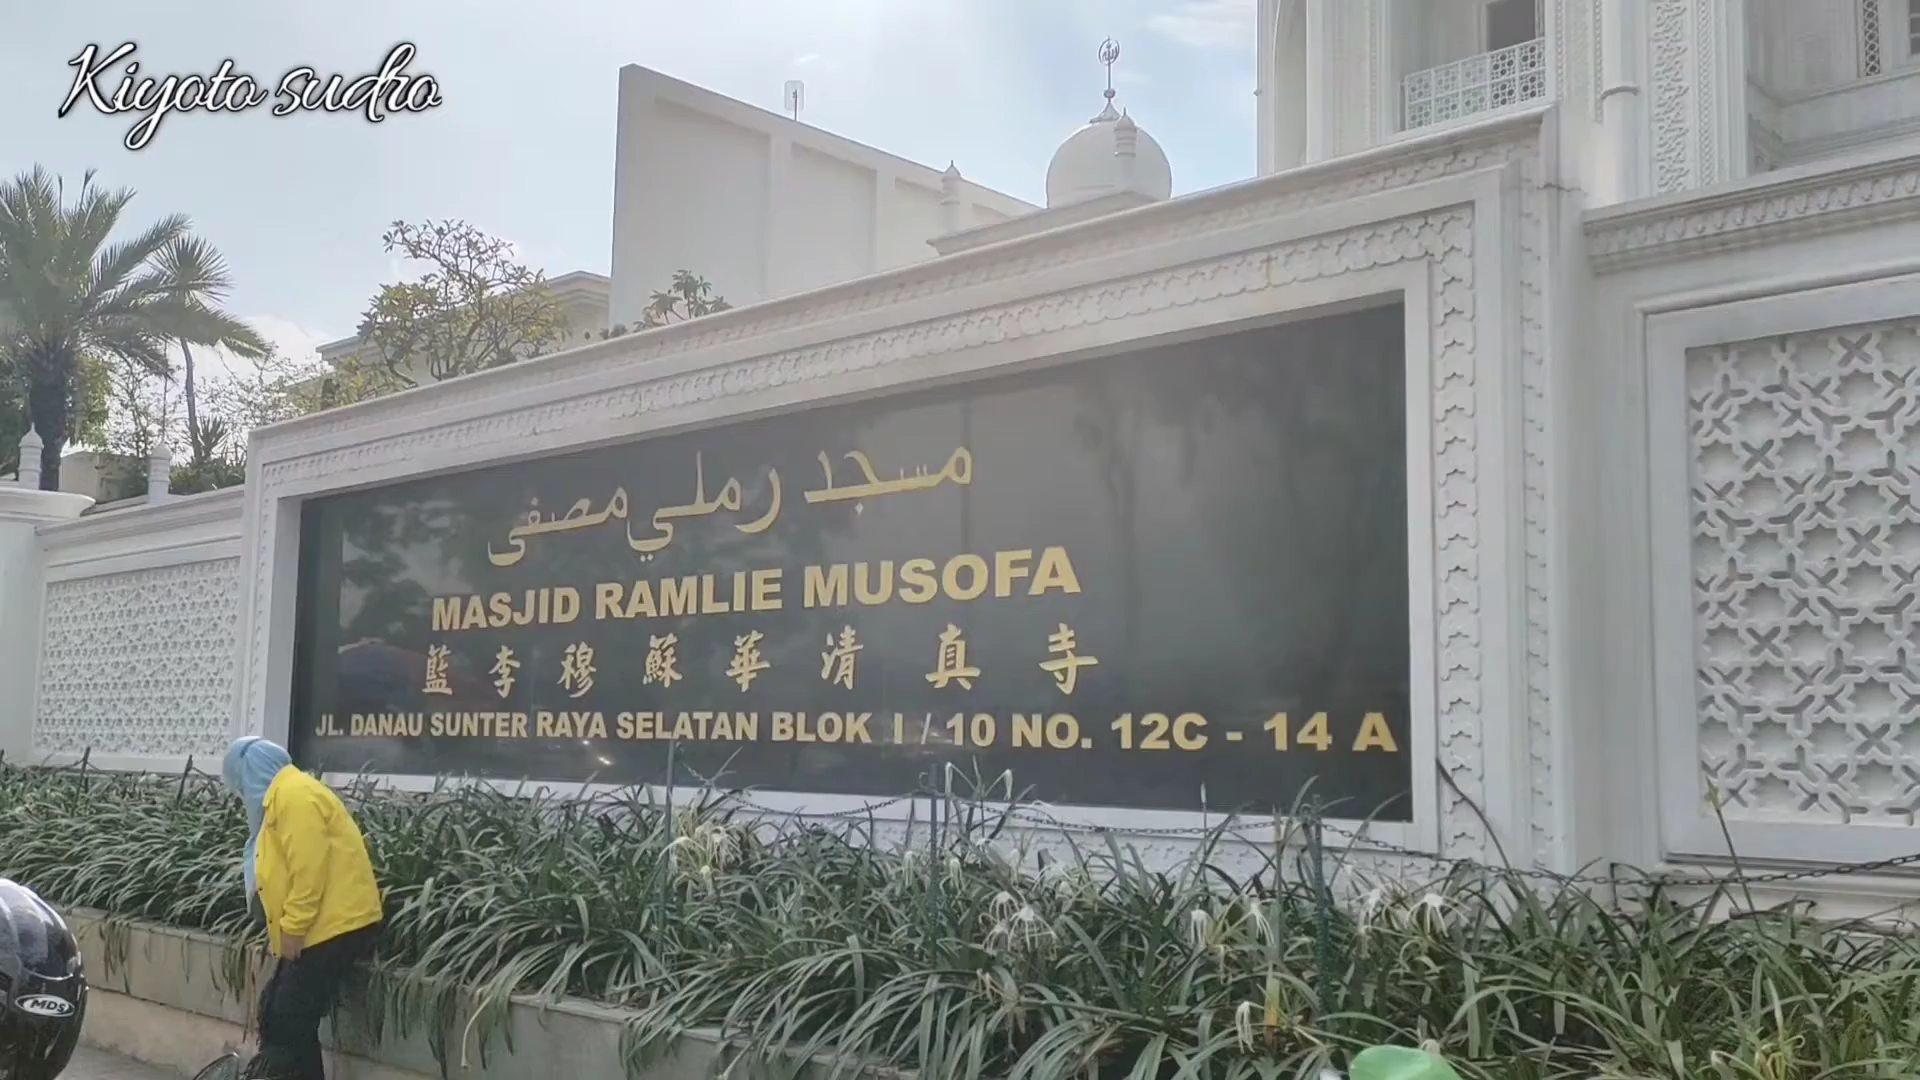 Kiyoto sudro
مسجد رملي مصفى
MASJID RAMLIE MUSOFA
藍李穆蘇華清真寺
JL. DANAU SUNTER RAYA SELATAN BLOK I / 10 NO. 12C - 14 A
MDS